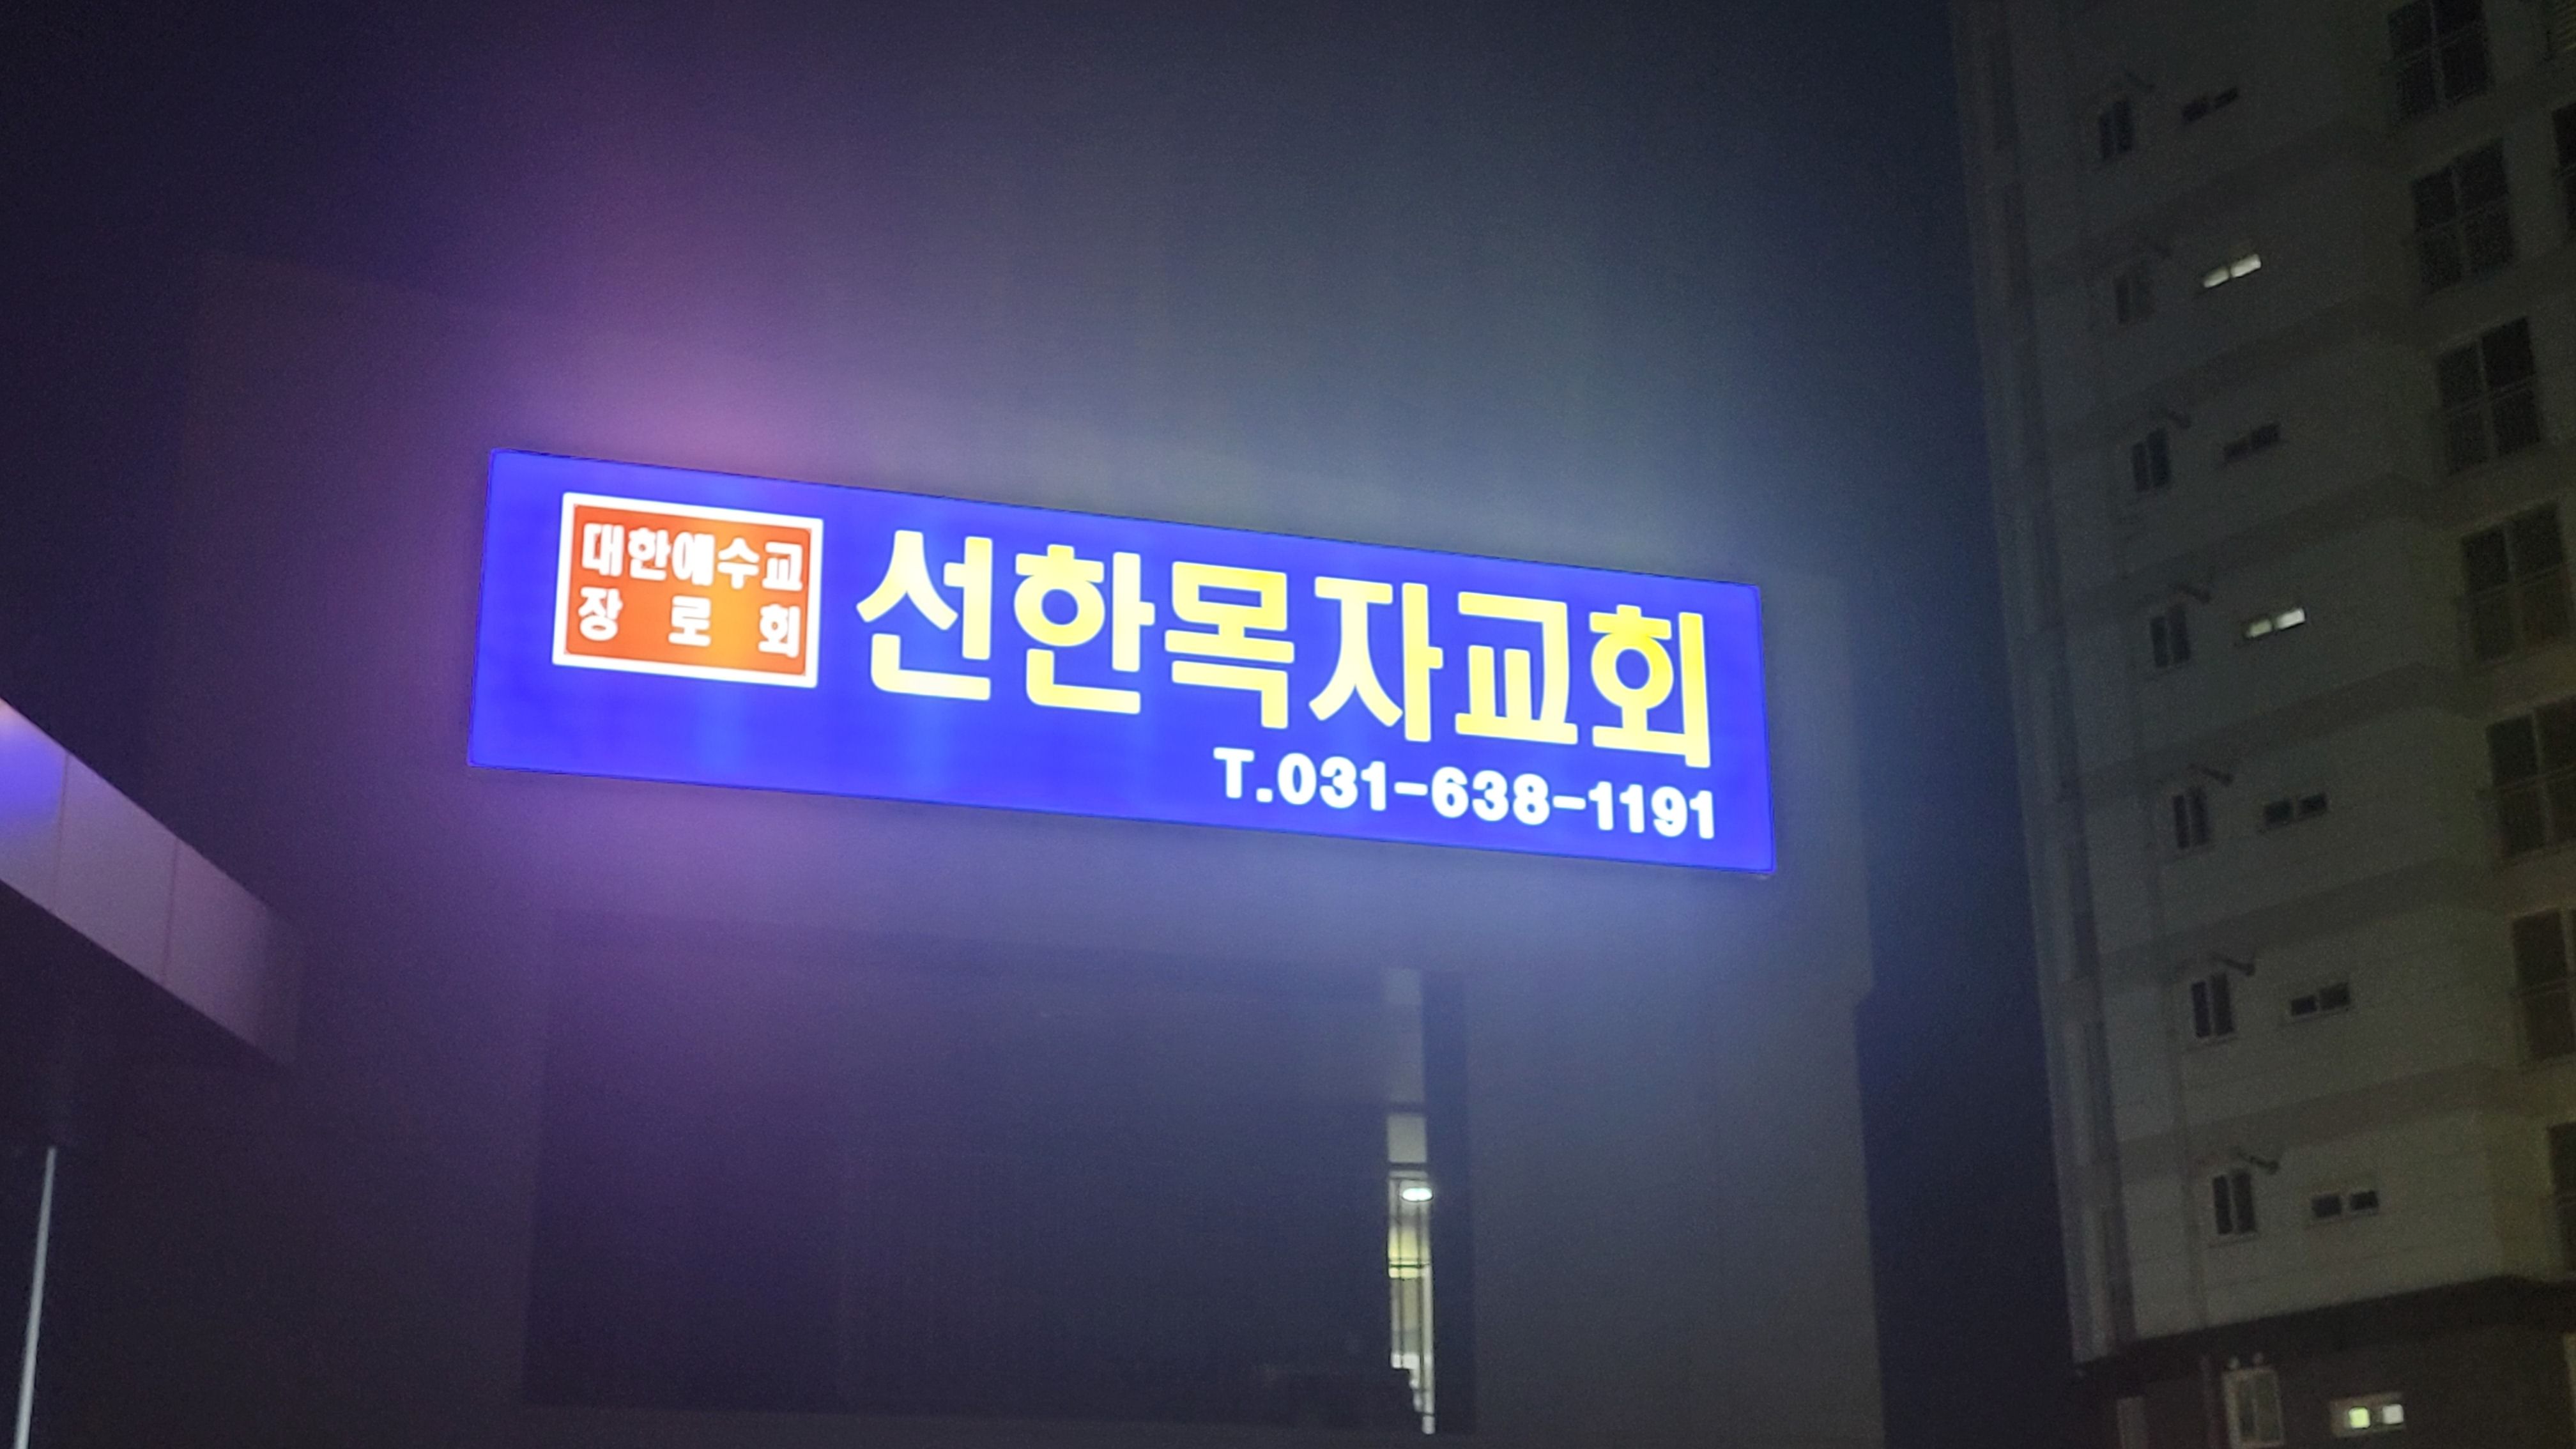 대한예수교
장 로 회
선한목자교회
T.031-638-1191